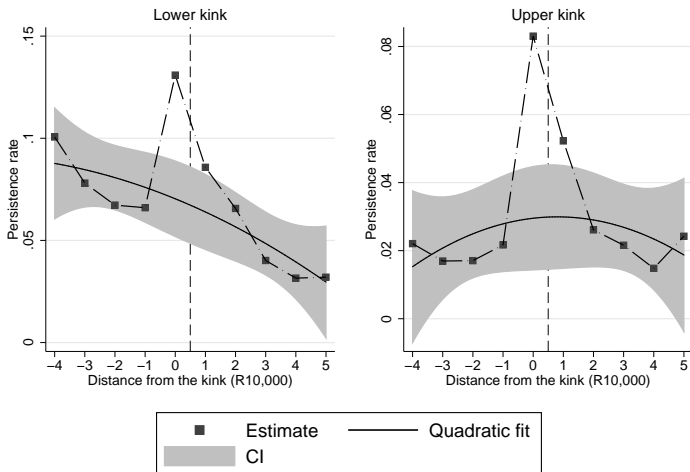 Lower kink
Persistence rate
.15
.1
.05
0
−4 −3 −2 −1 0 1 2 3 4 5
Distance from the kink (R10,000)
Upper kink
Persistence rate
.08
.06
.04
.02
0
−4 −3 −2 −1 0 1 2 3 4 5
Distance from the kink (R10,000)
Estimate Quadratic fit
CI